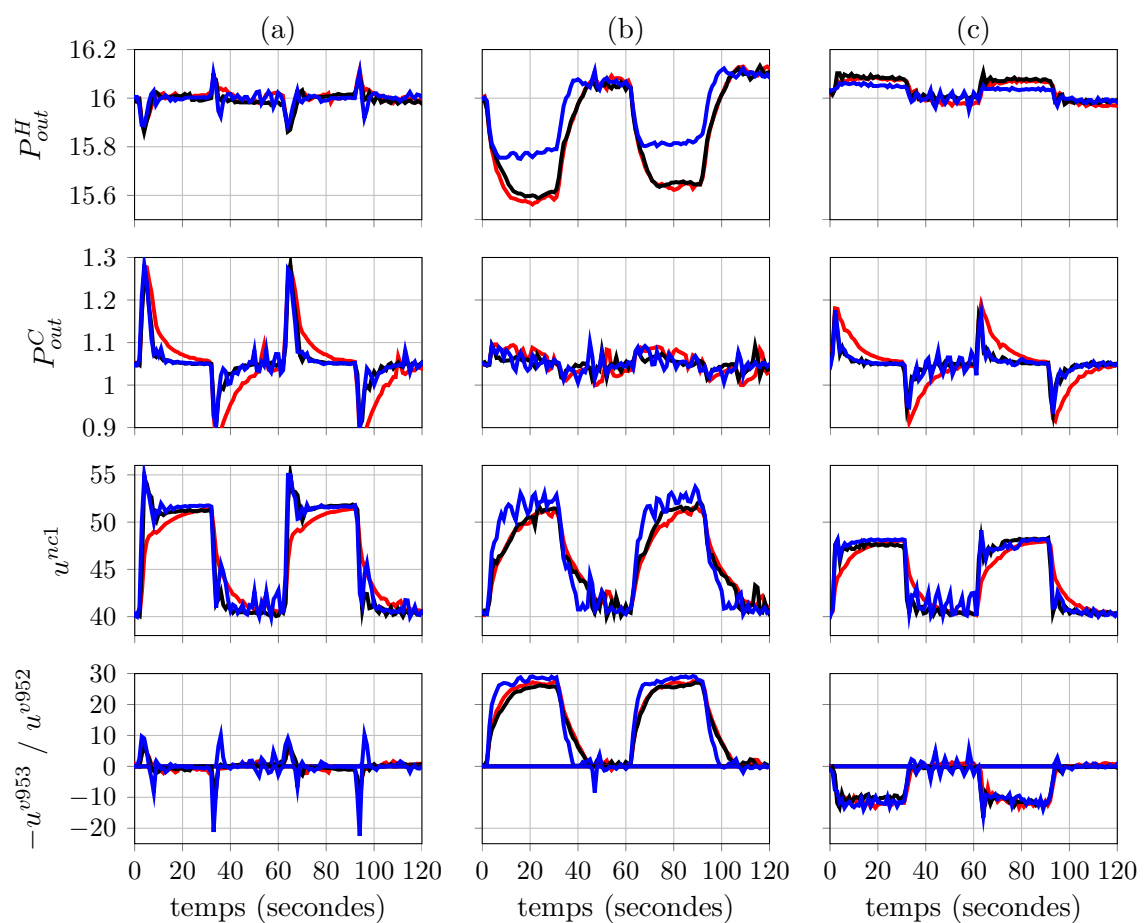 (a) (b) (c)
16.2
16
15.8
15.6
P^H_out
1.3
1.2
1.1
1
0.9
P^C_out
55
50
45
40
u^nc1
30
20
10
0
−10
−20
−u^v953 / u^v952
0 20 40 60 80 100 120 0 20 40 60 80 100 120 0 20 40 60 80 100 120
temps (secondes) temps (secondes) temps (secondes)